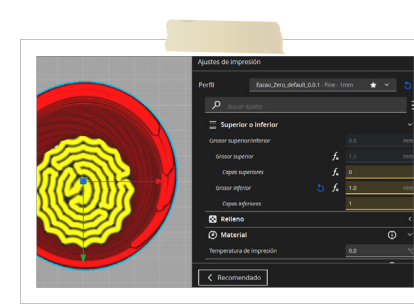 Ajustes de impresión
Perfil Eazao_Zero_default_0.0.1 - Fine - 1mm
Buscar ajustes
Superior o inferior
Grosor superior/inferior 0.8 mm
Grosor superior 1.5 mm
Capas superiores 0
Grosor inferior 1.0 mm
Capas inferiores 1
Relleno
Material
Temperatura de impresión 0.0 °C
Recomendado